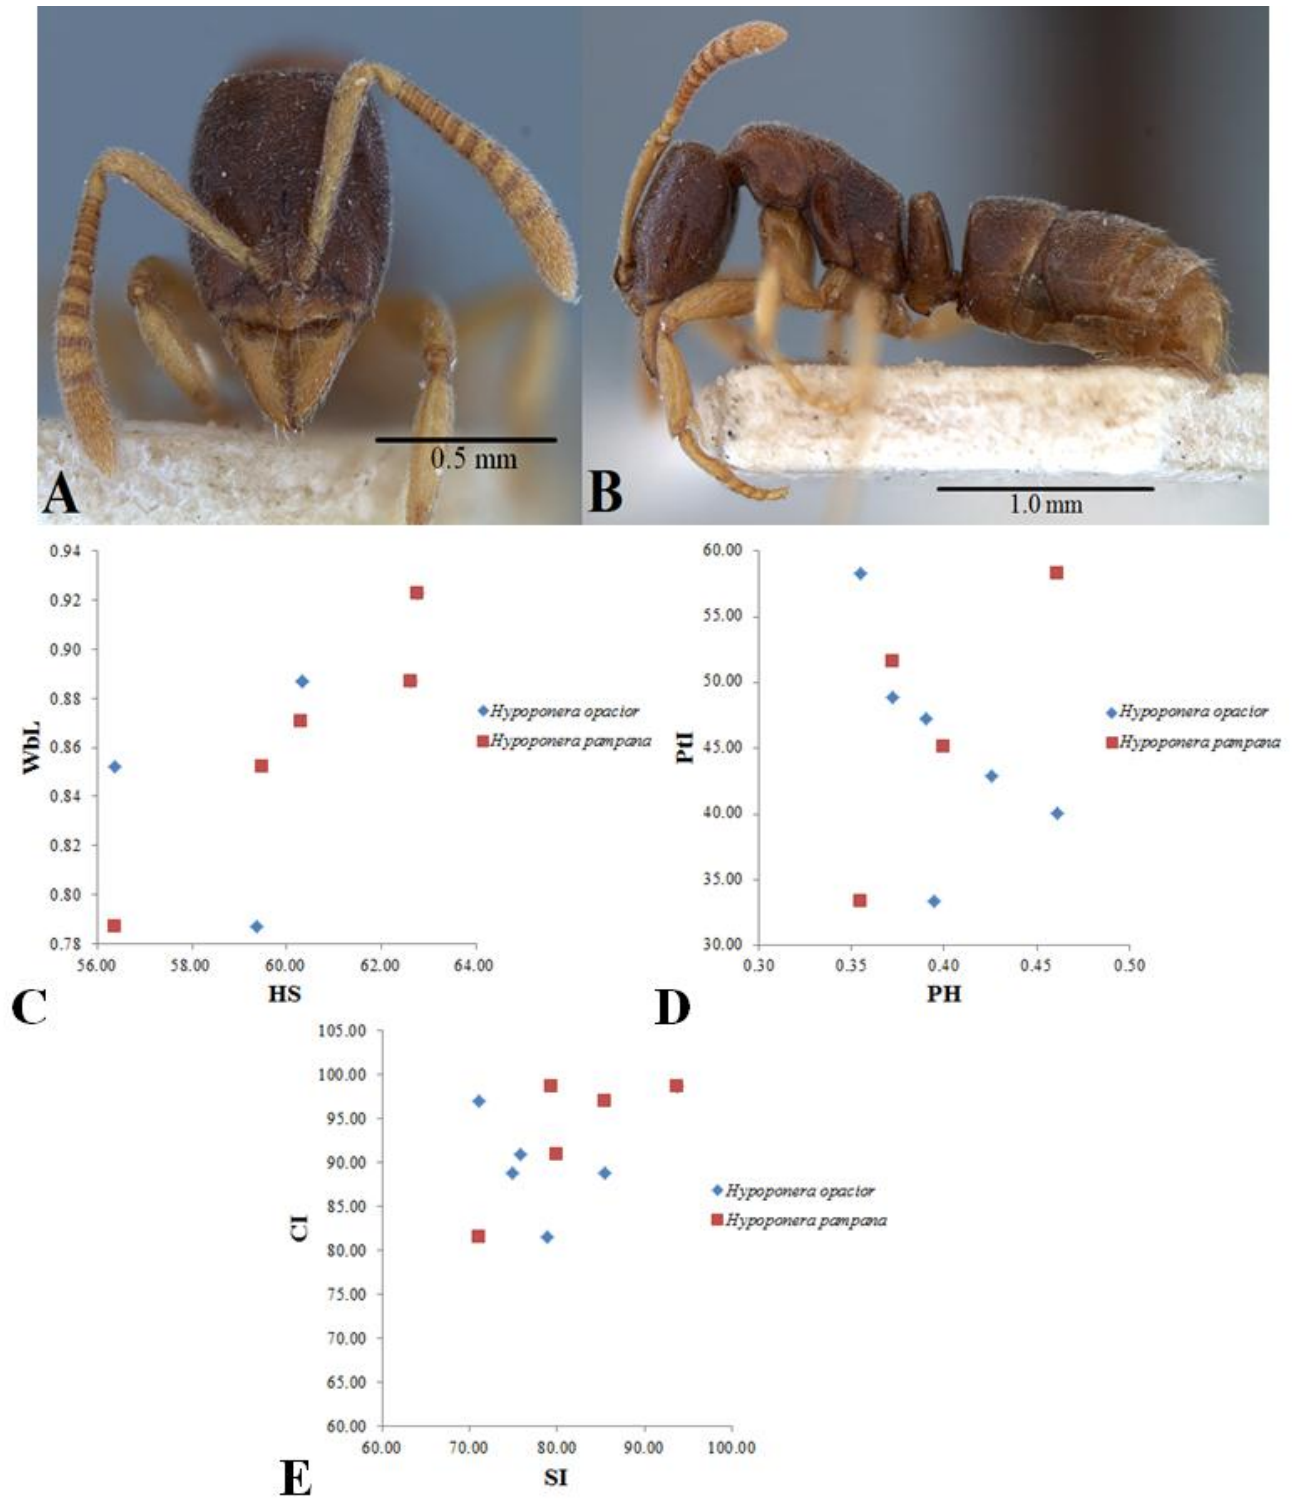 A
0.5 mm
B
1.0 mm
0.94
0.92
0.90
0.88
0.86
0.84
0.82
0.80
0.78
WbL
56.00 58.00 60.00 62.00 64.00
HS
Hypoponera opacior
Hypoponera pampana
C
60.00
55.00
50.00
45.00
40.00
35.00
30.00
PtI
0.30 0.35 0.40 0.45 0.50
PH
Hypoponera opacior
Hypoponera pampana
D
105.00
100.00
95.00
90.00
85.00
80.00
75.00
70.00
65.00
60.00
CI
60.00 70.00 80.00 90.00 100.00
SI
Hypoponera opacior
Hypoponera pampana
E